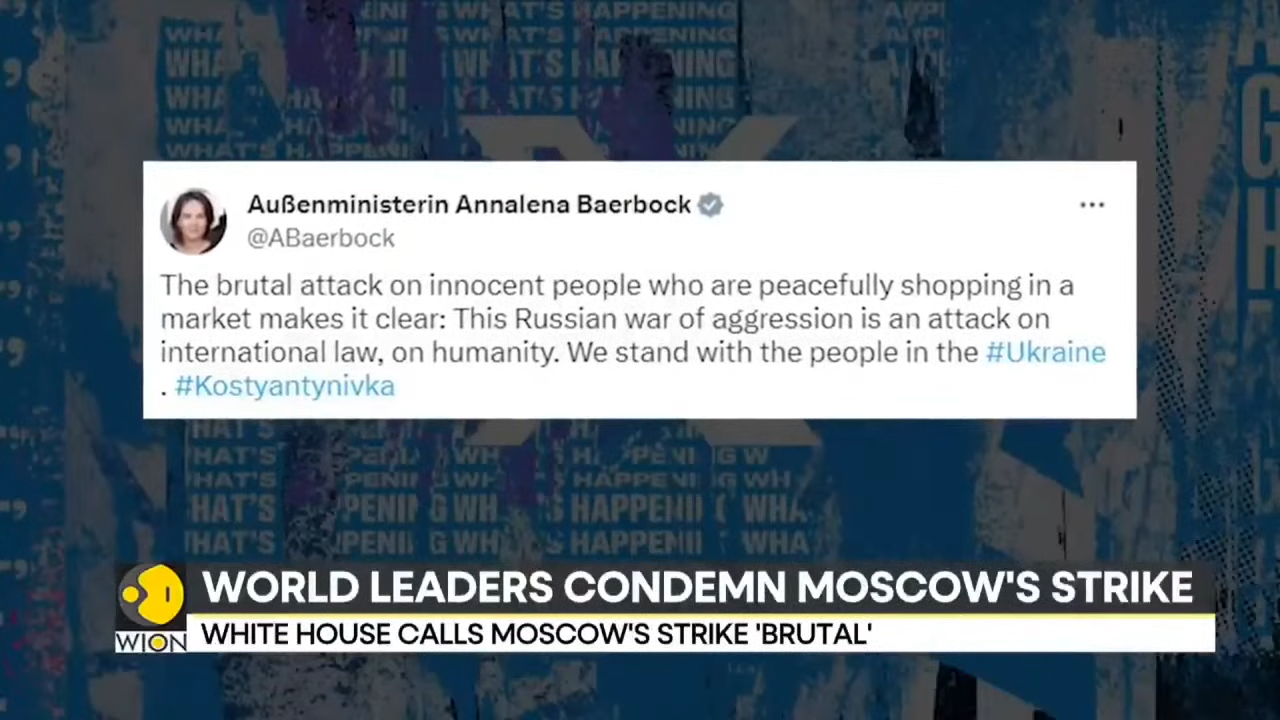 WHAT'S HAPPENING
Außenministerin Annalena Baerbock
@ABaerbock
The brutal attack on innocent people who are peacefully shopping in a
market makes it clear: This Russian war of aggression is an attack on
international law, on humanity. We stand with the people in the #Ukraine
. #Kostyantynivka
WORLD LEADERS CONDEMN MOSCOW'S STRIKE
WHITE HOUSE CALLS MOSCOW'S STRIKE 'BRUTAL'
WION